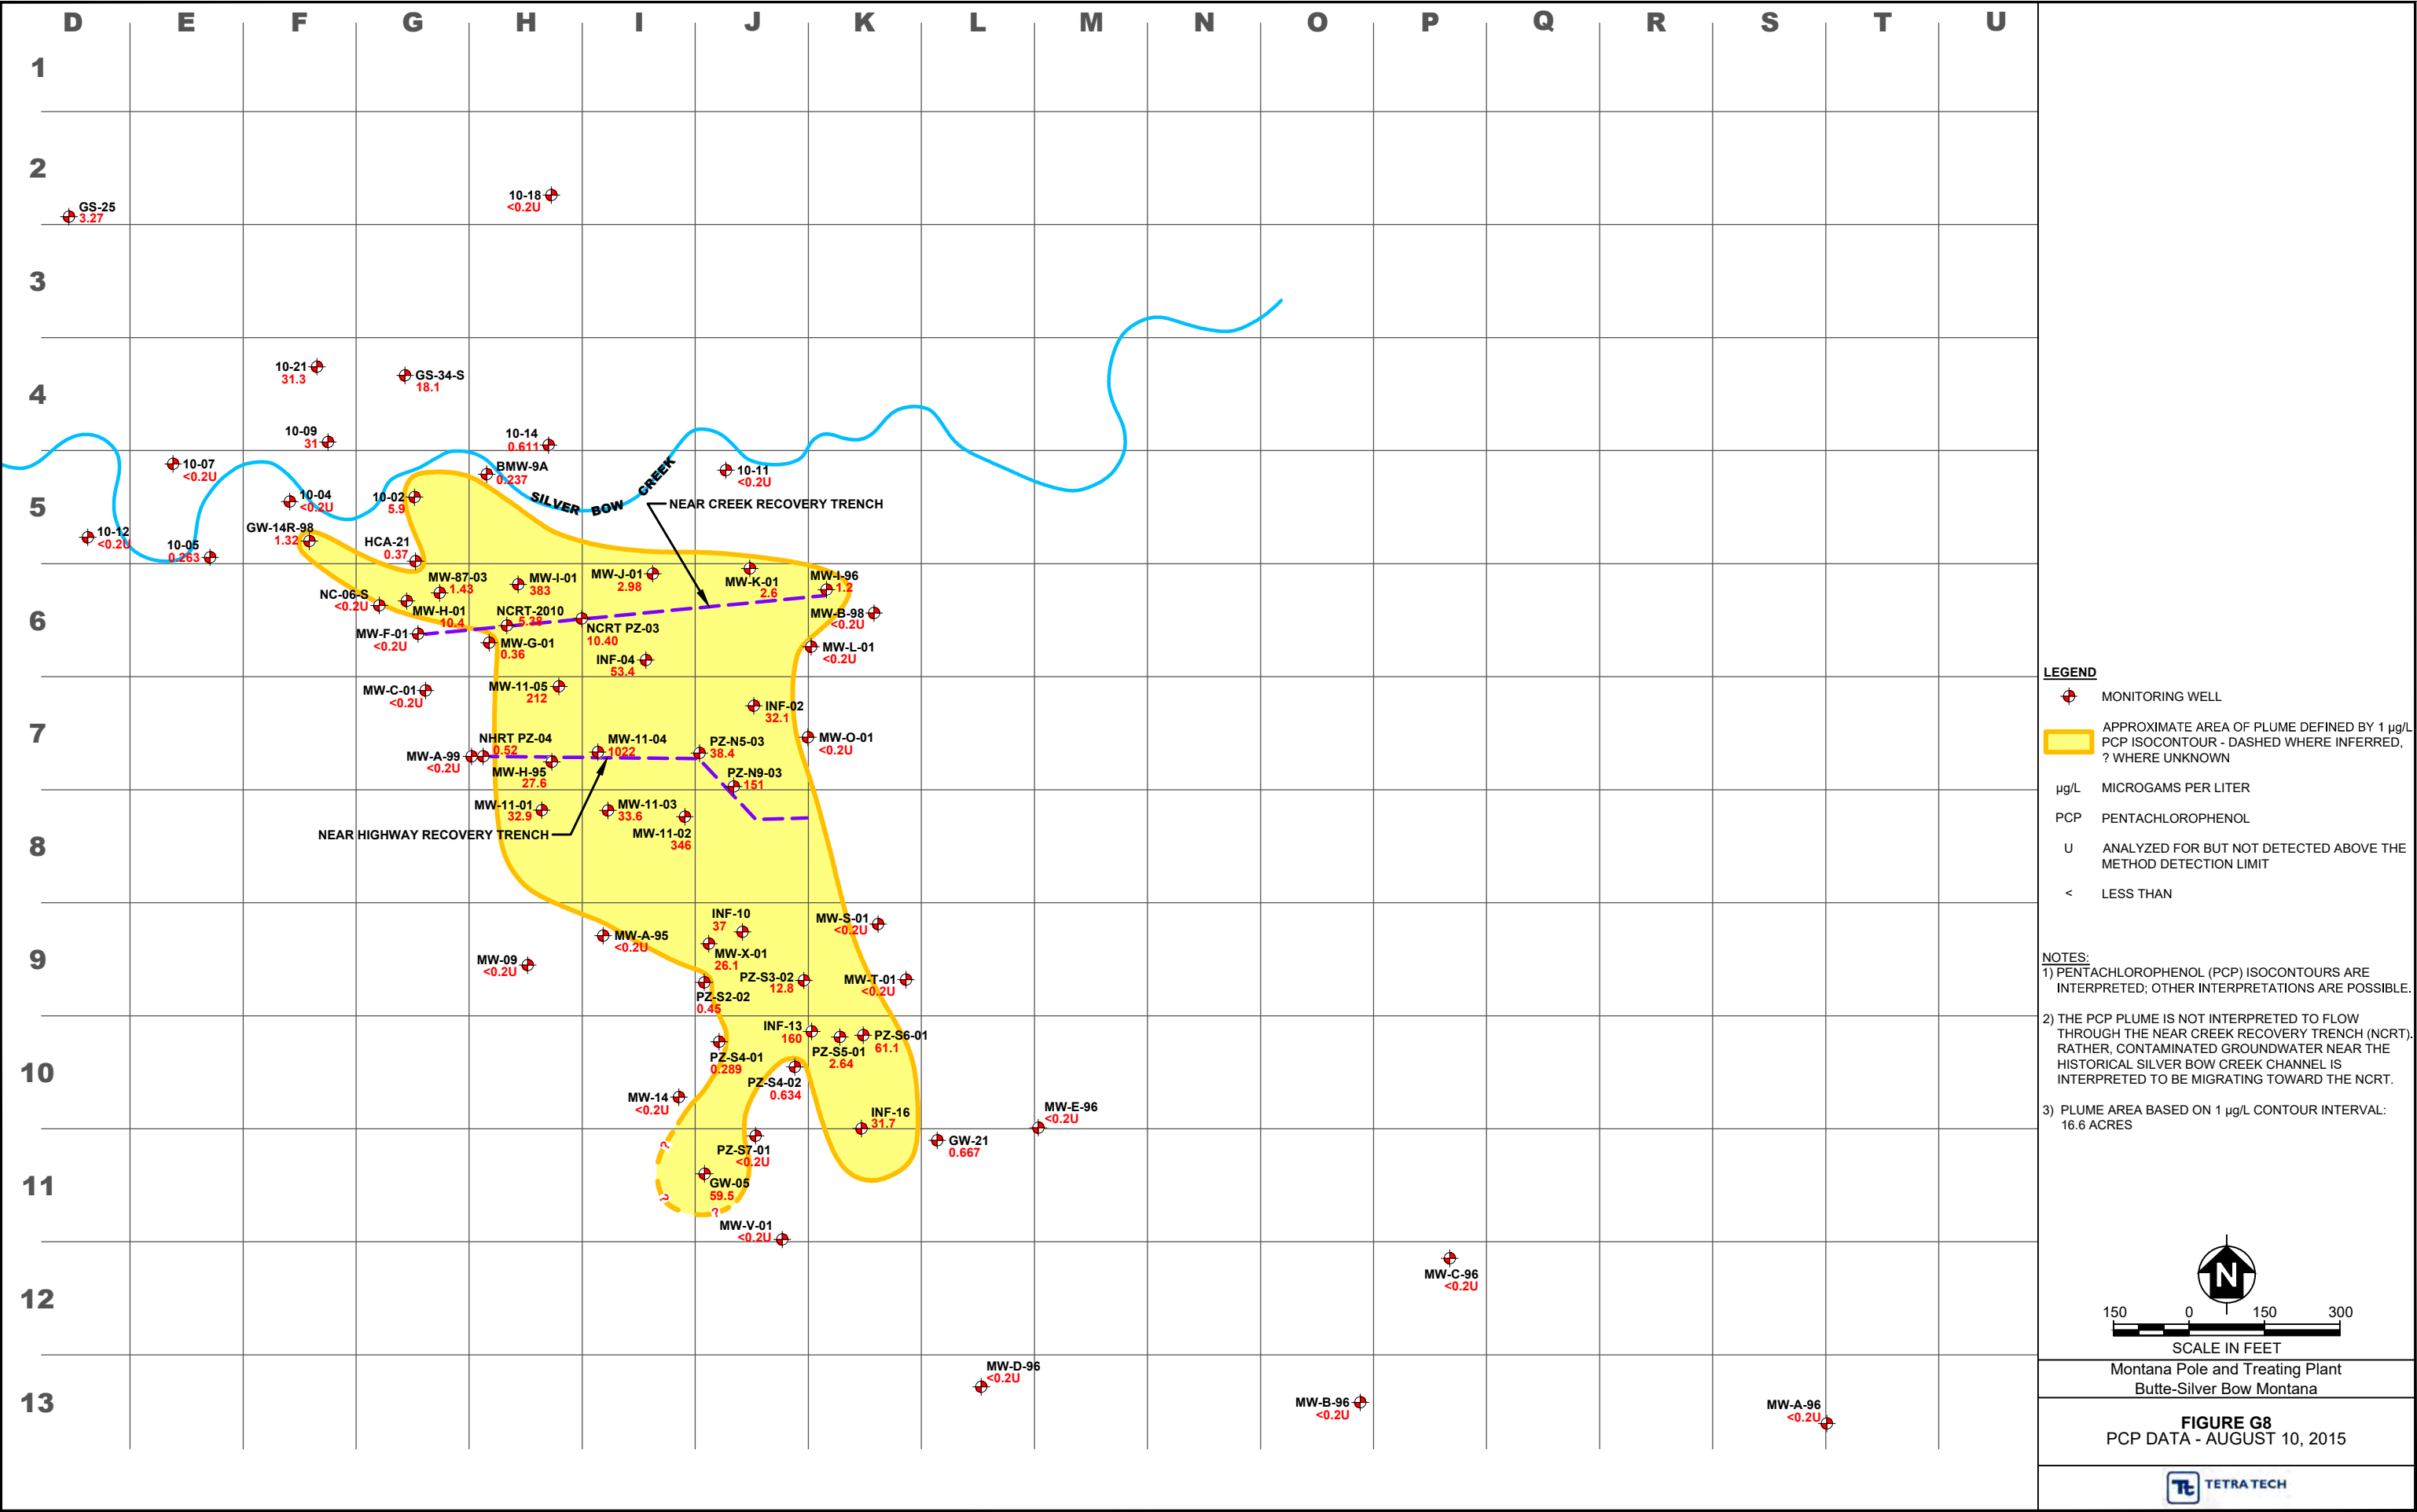 D E F G H I J K L M N O P Q R S T U
1
2
3
4
5
6
7
8
9
10
11
12
13
GS-25
3.27
10-18
<0.2U
10-21
31.3
GS-34-S
18.1
10-09
31
10-14
0.611
10-07
<0.2U
BMW-9A
0.237
10-11
<0.2U
10-04
<0.2U
10-02
5.9
SILVER BOW CREEK
NEAR CREEK RECOVERY TRENCH
10-12
<0.2U
10-05
0.263
GW-14R-98
1.32
HCA-21
0.37
MW-87-03
1.43
MW-I-01
383
MW-J-01
2.98
MW-K-01
2.6
MW-I-96
1.2
NC-06-S
<0.2U
MW-H-01
10.4
NCRT-2010
5.38
NCRT PZ-03
10.40
MW-B-98
<0.2U
MW-F-01
<0.2U
MW-G-01
0.36
INF-04
53.4
MW-L-01
<0.2U
MW-C-01
<0.2U
MW-11-05
212
INF-02
32.1
NHRT PZ-04
0.52
MW-A-99
<0.2U
MW-H-95
27.6
MW-11-04
1022
PZ-N5-03
38.4
MW-O-01
<0.2U
PZ-N9-03
151
MW-11-01
32.9
MW-11-03
33.6
MW-11-02
346
NEAR HIGHWAY RECOVERY TRENCH
INF-10
37
MW-S-01
<0.2U
MW-A-95
<0.2U
MW-X-01
26.1
MW-09
<0.2U
PZ-S3-02
12.8
MW-T-01
<0.2U
PZ-S2-02
0.45
INF-13
160
PZ-S6-01
61.1
PZ-S5-01
2.64
PZ-S4-01
0.289
PZ-S4-02
0.634
MW-14
<0.2U
INF-16
31.7
MW-E-96
<0.2U
GW-21
0.667
?
PZ-S7-01
<0.2U
GW-05
59.5
?
?
MW-V-01
<0.2U
MW-C-96
<0.2U
MW-D-96
<0.2U
MW-B-96
<0.2U
MW-A-96
<0.2U
LEGEND
MONITORING WELL
APPROXIMATE AREA OF PLUME DEFINED BY 1 µg/L
PCP ISOCONTOUR - DASHED WHERE INFERRED,
? WHERE UNKNOWN
µg/L MICROGAMS PER LITER
PCP PENTACHLOROPHENOL
U ANALYZED FOR BUT NOT DETECTED ABOVE THE
METHOD DETECTION LIMIT
< LESS THAN
NOTES:
1) PENTACHLOROPHENOL (PCP) ISOCONTOURS ARE
INTERPRETED; OTHER INTERPRETATIONS ARE POSSIBLE.
2) THE PCP PLUME IS NOT INTERPRETED TO FLOW
THROUGH THE NEAR CREEK RECOVERY TRENCH (NCRT).
RATHER, CONTAMINATED GROUNDWATER NEAR THE
HISTORICAL SILVER BOW CREEK CHANNEL IS
INTERPRETED TO BE MIGRATING TOWARD THE NCRT.
3) PLUME AREA BASED ON 1 µg/L CONTOUR INTERVAL:
16.6 ACRES
N
150 0 150 300
SCALE IN FEET
Montana Pole and Treating Plant
Butte-Silver Bow Montana
FIGURE G8
PCP DATA - AUGUST 10, 2015
Tt TETRA TECH